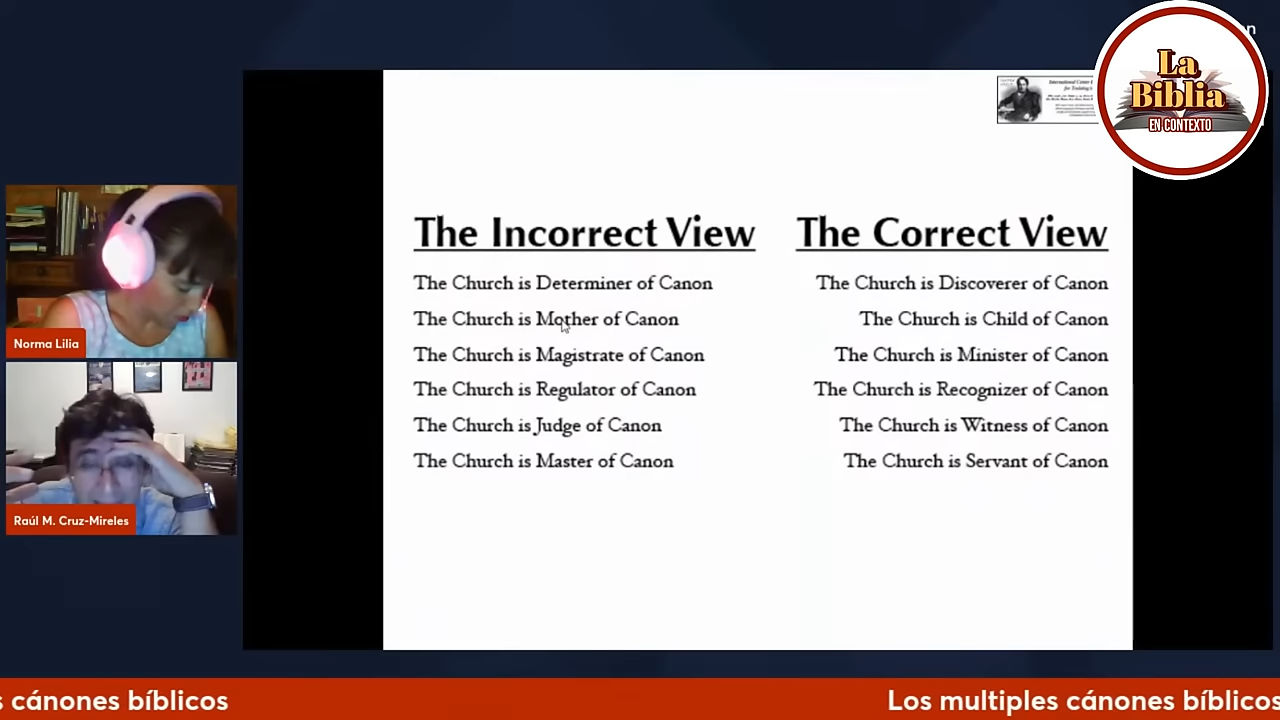 La
Biblia
EN CONTEXTO
The Incorrect View
The Church is Determiner of Canon
The Church is Mother of Canon
The Church is Magistrate of Canon
The Church is Regulator of Canon
The Church is Judge of Canon
The Church is Master of Canon
The Correct View
The Church is Discoverer of Canon
The Church is Child of Canon
The Church is Minister of Canon
The Church is Recognizer of Canon
The Church is Witness of Canon
The Church is Servant of Canon
Norma Lilia
Raúl M. Cruz-Mireles
s cánones bíblicos
Los multiples cánones bíblicos